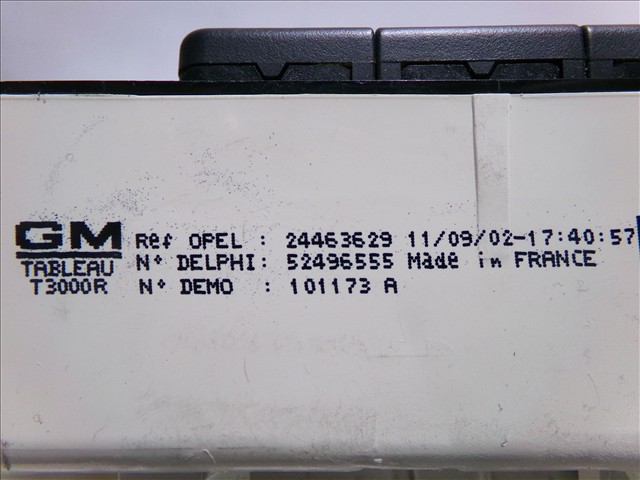 GM
TABLEAU
T3000R
Ref OPEL : 24463629 11/09/02-17:40:57
N° DELPHI: 52496555 Made in FRANCE
N° DEMO : 101173 A